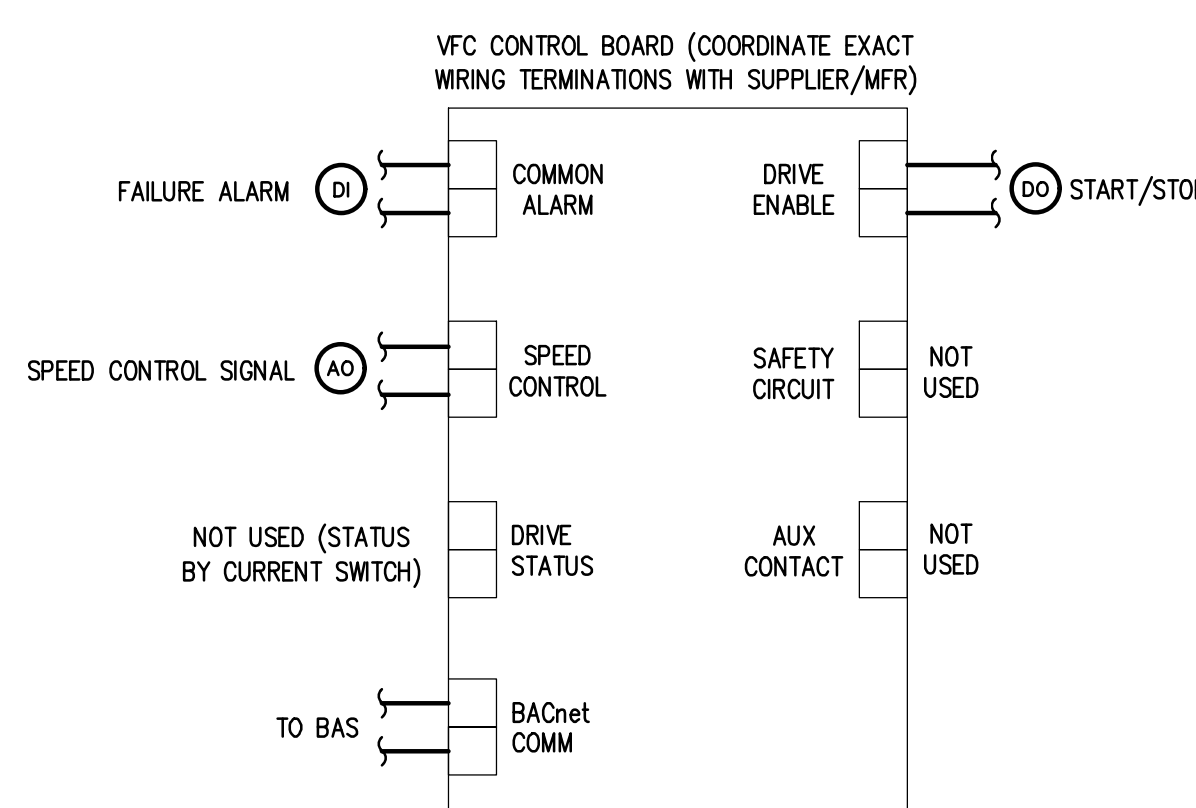 VFC CONTROL BOARD (COORDINATE EXACT
WIRING TERMINATIONS WITH SUPPLIER/MFR)
FAILURE ALARM
DI
COMMON
ALARM
DRIVE
ENABLE
DO
START/STOP
SPEED CONTROL SIGNAL
AO
SPEED
CONTROL
SAFETY
CIRCUIT
NOT
USED
NOT USED (STATUS
BY CURRENT SWITCH)
DRIVE
STATUS
AUX
CONTACT
NOT
USED
TO BAS
BACnet
COMM